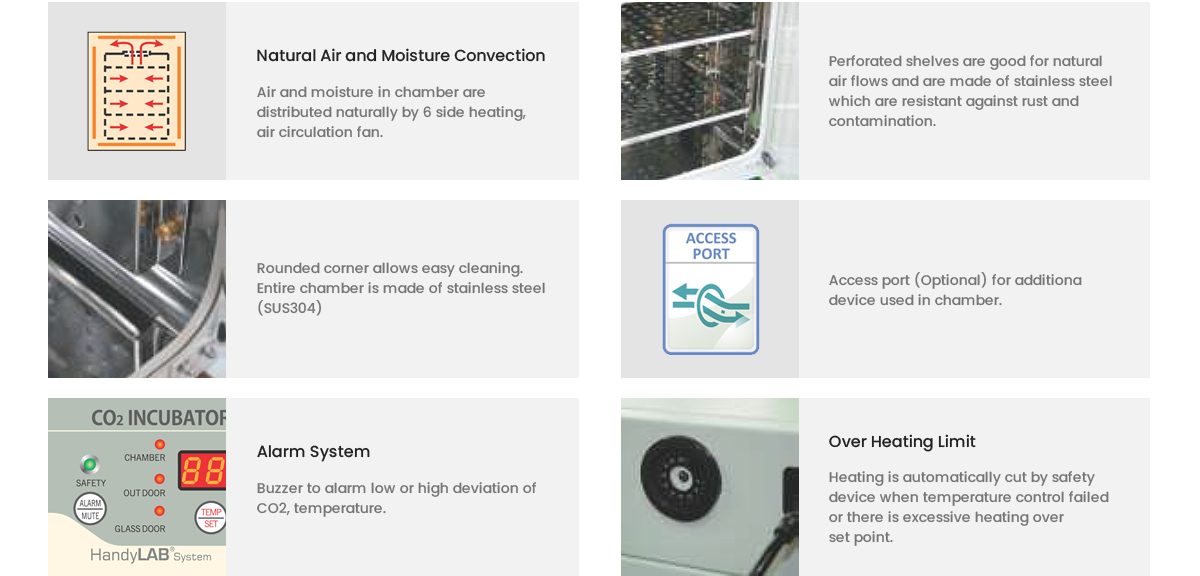 Natural Air and Moisture Convection
Air and moisture in chamber are
distributed naturally by 6 side heating,
air circulation fan.
Perforated shelves are good for natural
air flows and are made of stainless steel
which are resistant against rust and
contamination.
Rounded corner allows easy cleaning.
Entire chamber is made of stainless steel
(SUS304)
ACCESS
PORT
Access port (Optional) for additiona
device used in chamber.
CO2 INCUBATOR
CHAMBER
SAFETY
OUT DOOR
88
ALARM
MUTE
TEMP
SET
GLASS DOOR
HandyLAB® System
Alarm System
Buzzer to alarm low or high deviation of
CO2, temperature.
Over Heating Limit
Heating is automatically cut by safety
device when temperature control failed
or there is excessive heating over
set point.